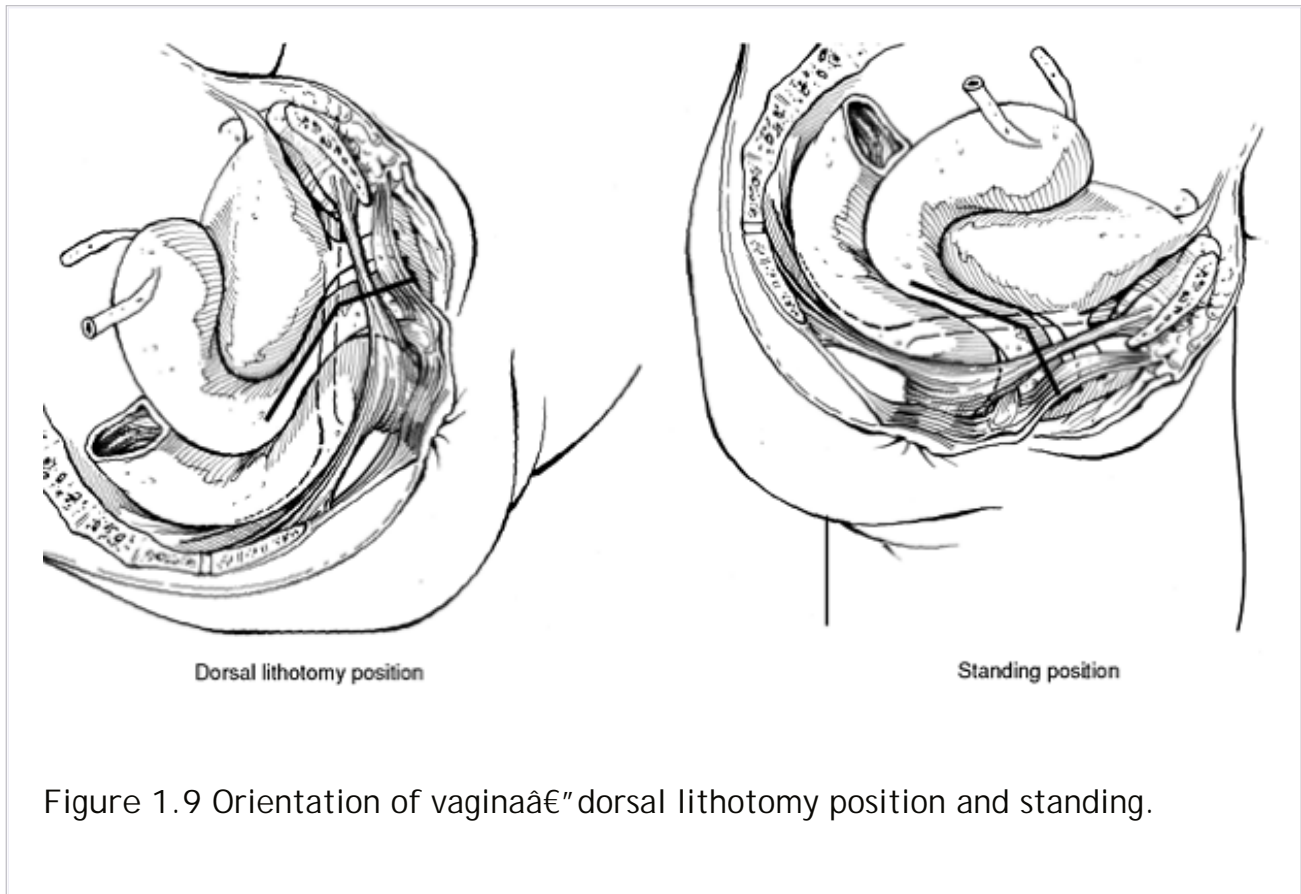 Dorsal lithotomy position
Standing position
Figure 1.9 Orientation of vaginaâ€”dorsal lithotomy position and standing.